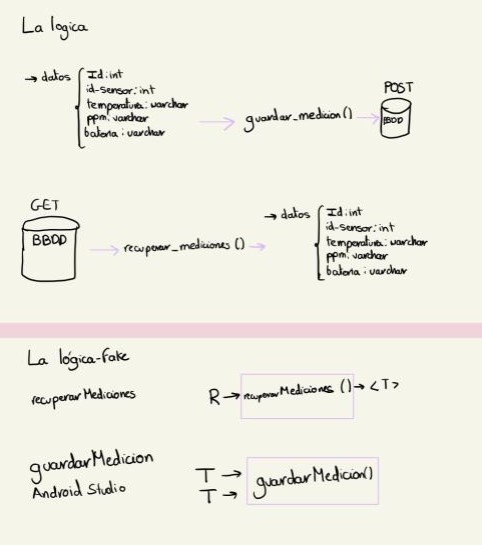 La logica
→ datos
Id:int
id-sensor: int
temperatura: varchar
ppm: varchar
bateria: varchar
→ guardar_medicion() →
POST
BBDD
GET
BBDD
→ recuperar_mediciones() →
→ datos
Id:int
id-sensor: int
temperatura: varchar
ppm: varchar
bateria: varchar
La lógica-fake
recuperarMediciones
R → recuperarMediciones () → <T>
guardarMedicion
Android Studio
T →
T →
guardarMedicion()